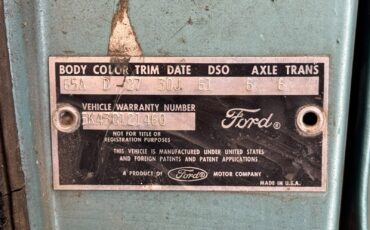 BODY COLOR TRIM DATE DSO AXLE TRANS
65A D 27 30J 61 6 6
VEHICLE WARRANTY NUMBER
Ford
NOT FOR TITLE OR
REGISTRATION PURPOSES
THIS VEHICLE IS MANUFACTURED UNDER UNITED STATES
AND FOREIGN PATENTS AND PATENT APPLICATIONS
A PRODUCT OF Ford MOTOR COMPANY
MADE IN U.S.A.